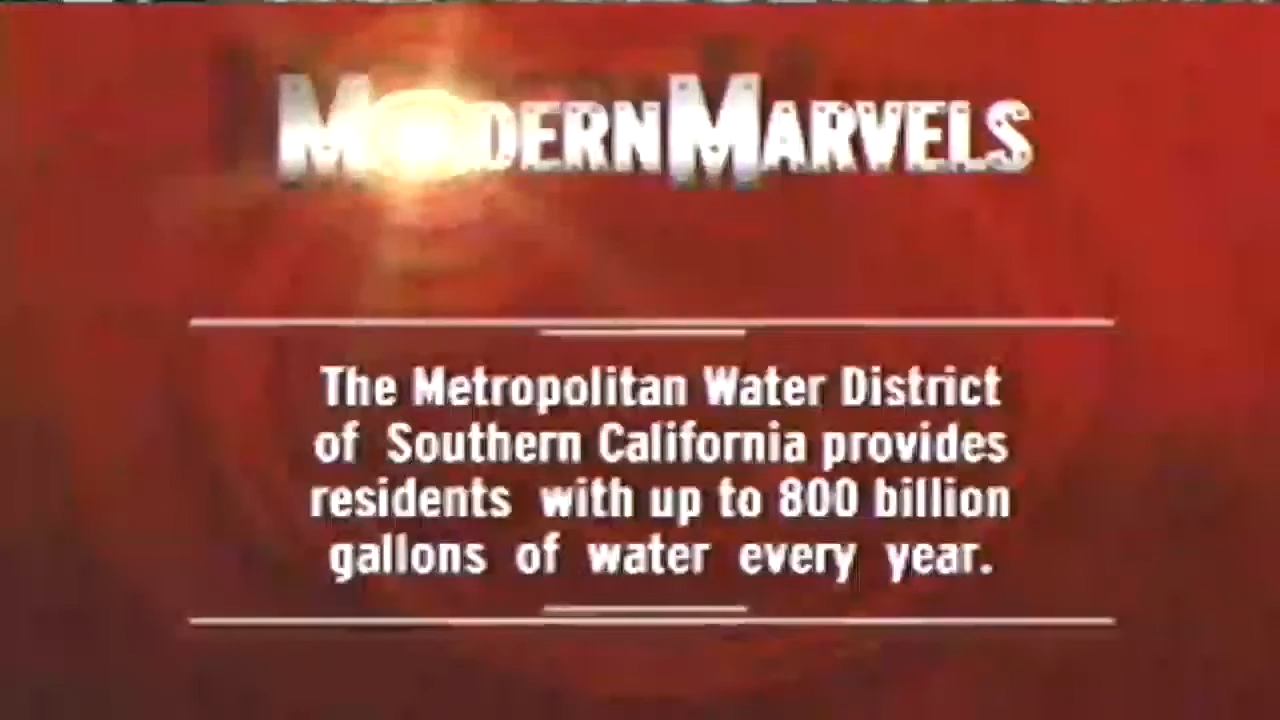 MODERNMARVELS
The Metropolitan Water District
of Southern California provides
residents with up to 800 billion
gallons of water every year.